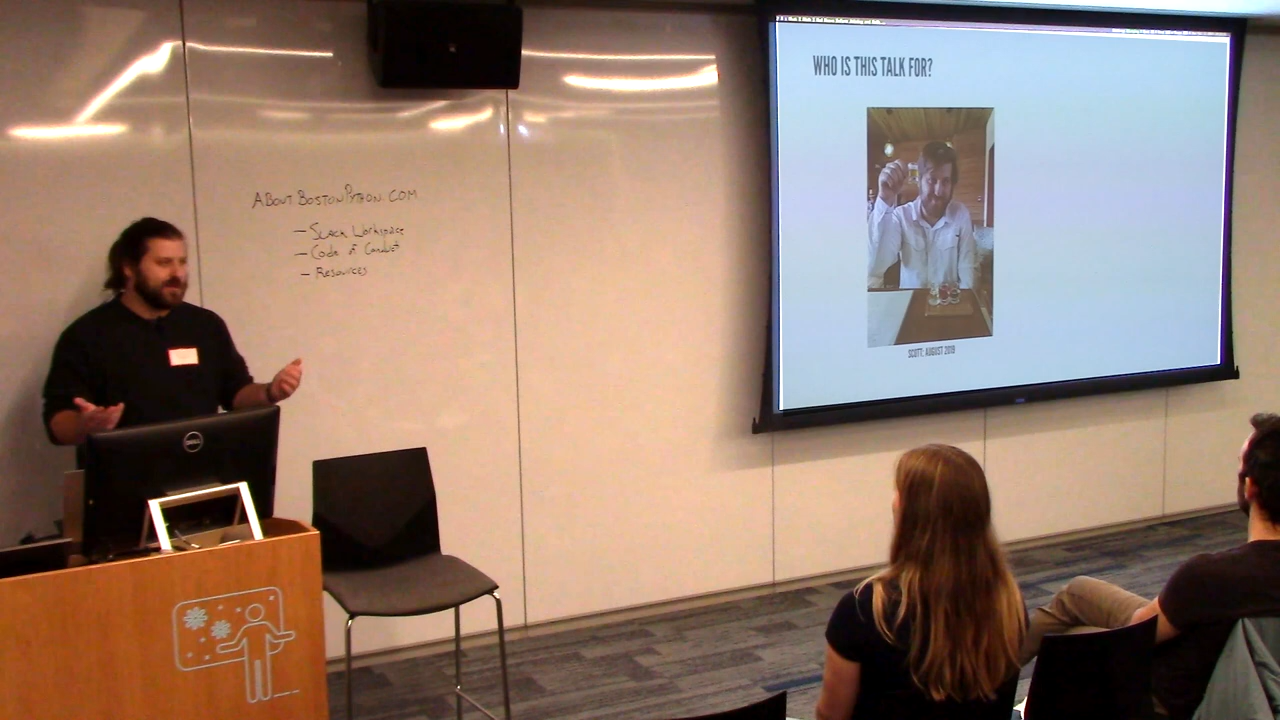 ABOUT BOSTONPYTHON.COM
- Slack Workspace
- Code of Conduct
- Resources
WHO IS THIS TALK FOR?
SCOTT: AUGUST 2019
DELL